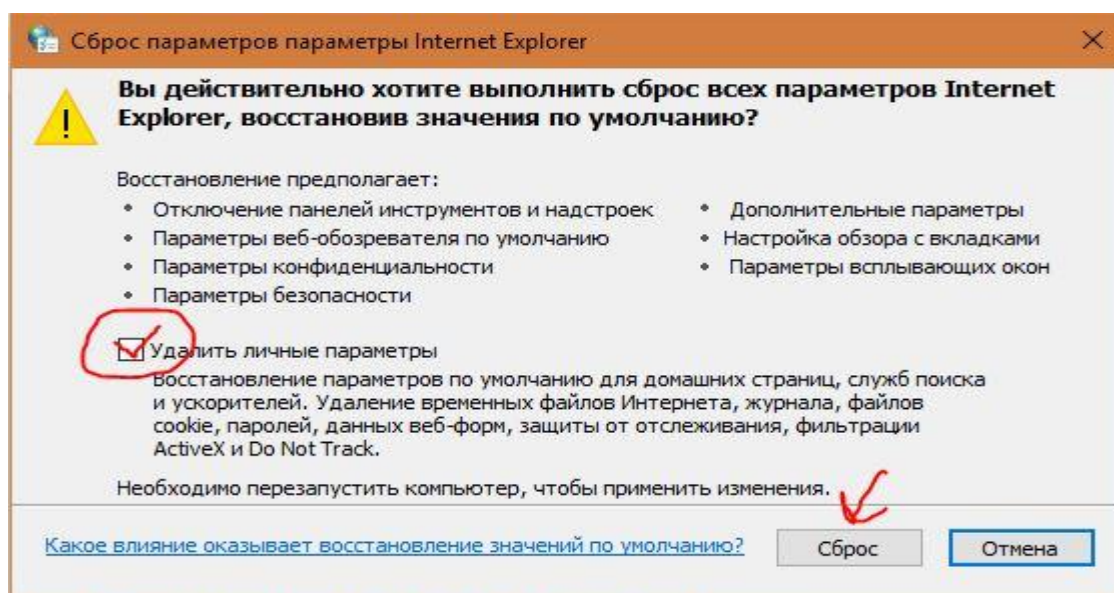 Сброс параметров параметры Internet Explorer
Вы действительно хотите выполнить сброс всех параметров Internet
Explorer, восстановив значения по умолчанию?
Восстановление предполагает:
• Отключение панелей инструментов и надстроек
• Параметры веб-обозревателя по умолчанию
• Параметры конфиденциальности
• Параметры безопасности
• Дополнительные параметры
• Настройка обзора с вкладками
• Параметры всплывающих окон
Удалить личные параметры
Восстановление параметров по умолчанию для домашних страниц, служб поиска
и ускорителей. Удаление временных файлов Интернета, журнала, файлов
cookie, паролей, данных веб-форм, защиты от отслеживания, фильтрации
ActiveX и Do Not Track.
Необходимо перезапустить компьютер, чтобы применить изменения.
Какое влияние оказывает восстановление значений по умолчанию?
Сброс
Отмена